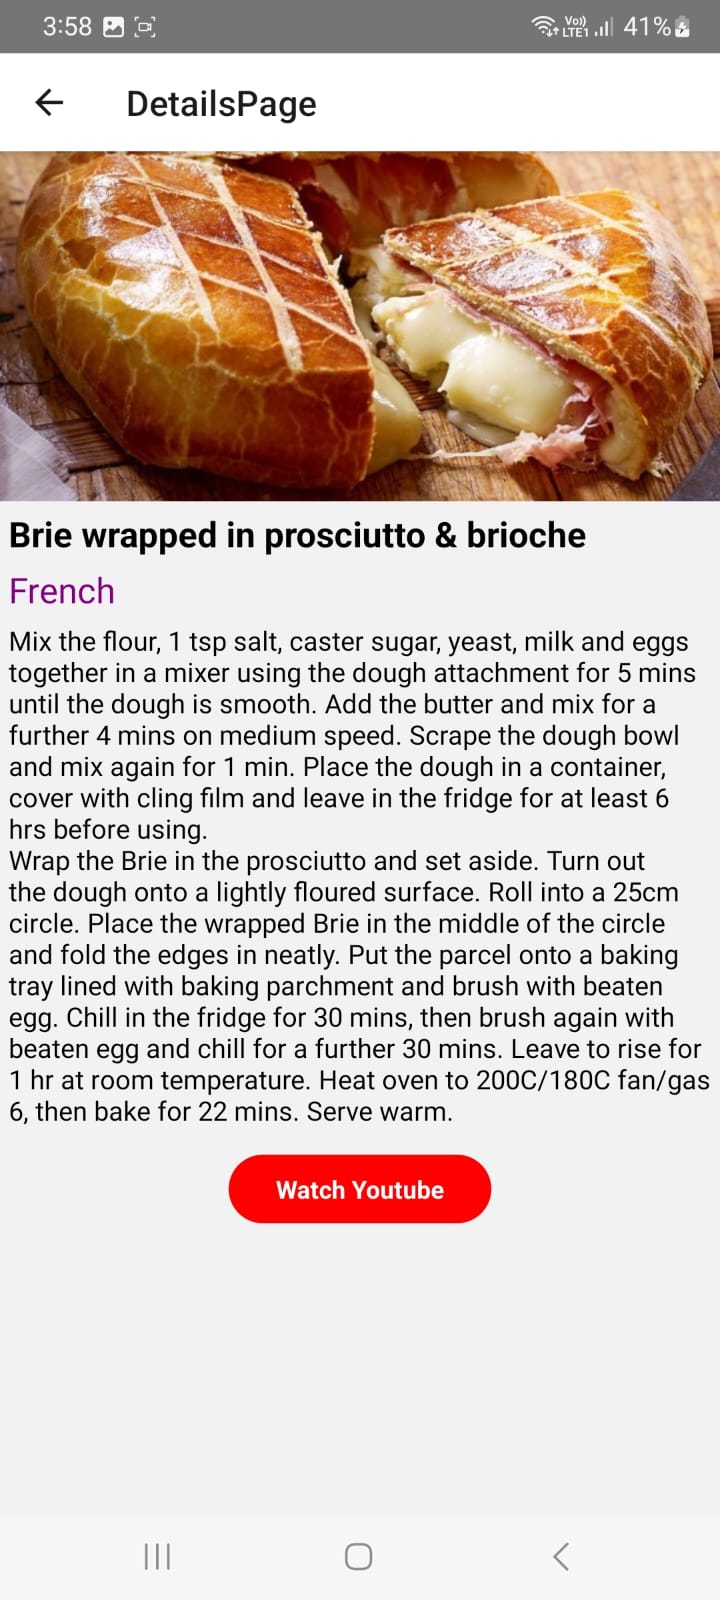 3:58 Vo)) LTE1 41%
DetailsPage
Brie wrapped in prosciutto & brioche
French
Mix the flour, 1 tsp salt, caster sugar, yeast, milk and eggs
together in a mixer using the dough attachment for 5 mins
until the dough is smooth. Add the butter and mix for a
further 4 mins on medium speed. Scrape the dough bowl
and mix again for 1 min. Place the dough in a container,
cover with cling film and leave in the fridge for at least 6
hrs before using.
Wrap the Brie in the prosciutto and set aside. Turn out
the dough onto a lightly floured surface. Roll into a 25cm
circle. Place the wrapped Brie in the middle of the circle
and fold the edges in neatly. Put the parcel onto a baking
tray lined with baking parchment and brush with beaten
egg. Chill in the fridge for 30 mins, then brush again with
beaten egg and chill for a further 30 mins. Leave to rise for
1 hr at room temperature. Heat oven to 200C/180C fan/gas
6, then bake for 22 mins. Serve warm.
Watch Youtube